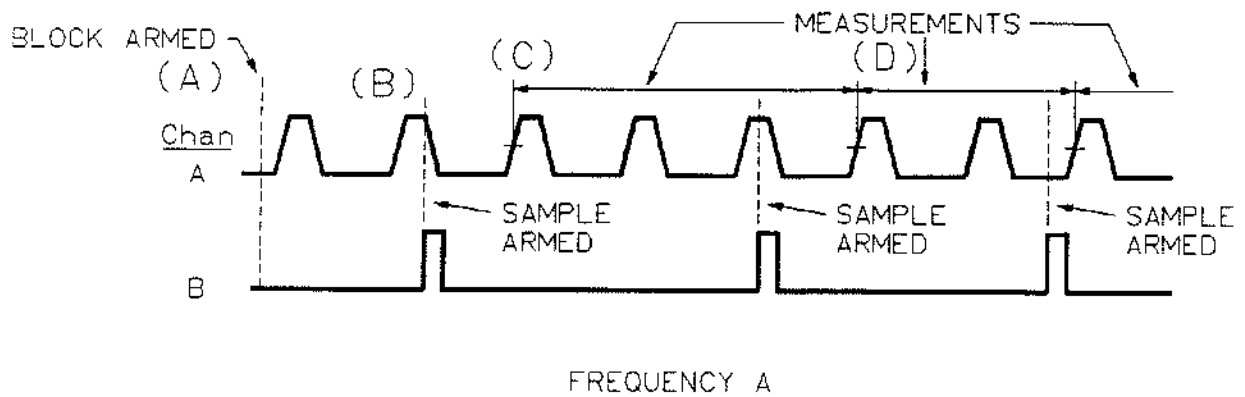 BLOCK ARMED
MEASUREMENTS
(A)
(B)
(C)
(D)
Chan
A
SAMPLE
ARMED
SAMPLE
ARMED
SAMPLE
ARMED
B
FREQUENCY A